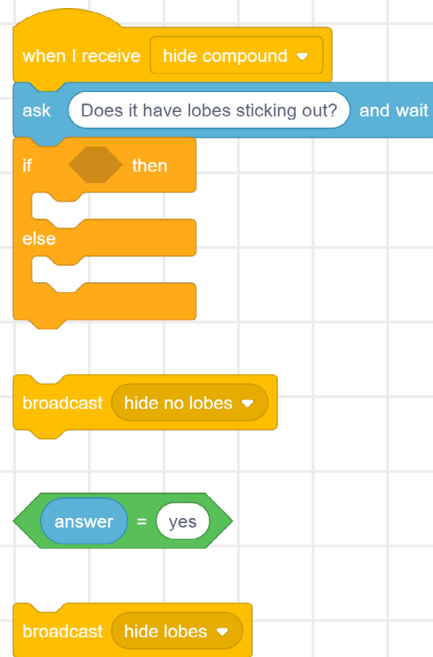 when I receive hide compound
ask Does it have lobes sticking out? and wait
if then
else
broadcast hide no lobes
answer = yes
broadcast hide lobes